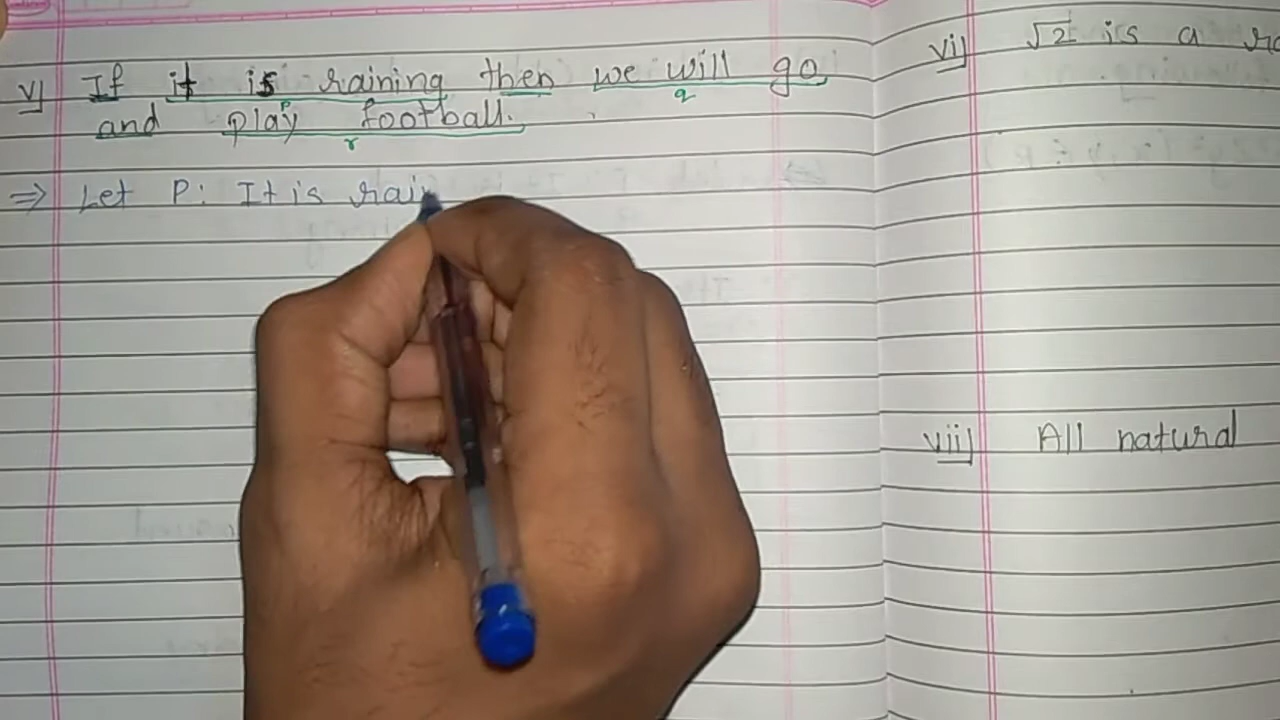 v) If it is raining then we will go
p q
and play football.
r
⇒ Let P: It is rai
vi) √2 is a
vii) All natural